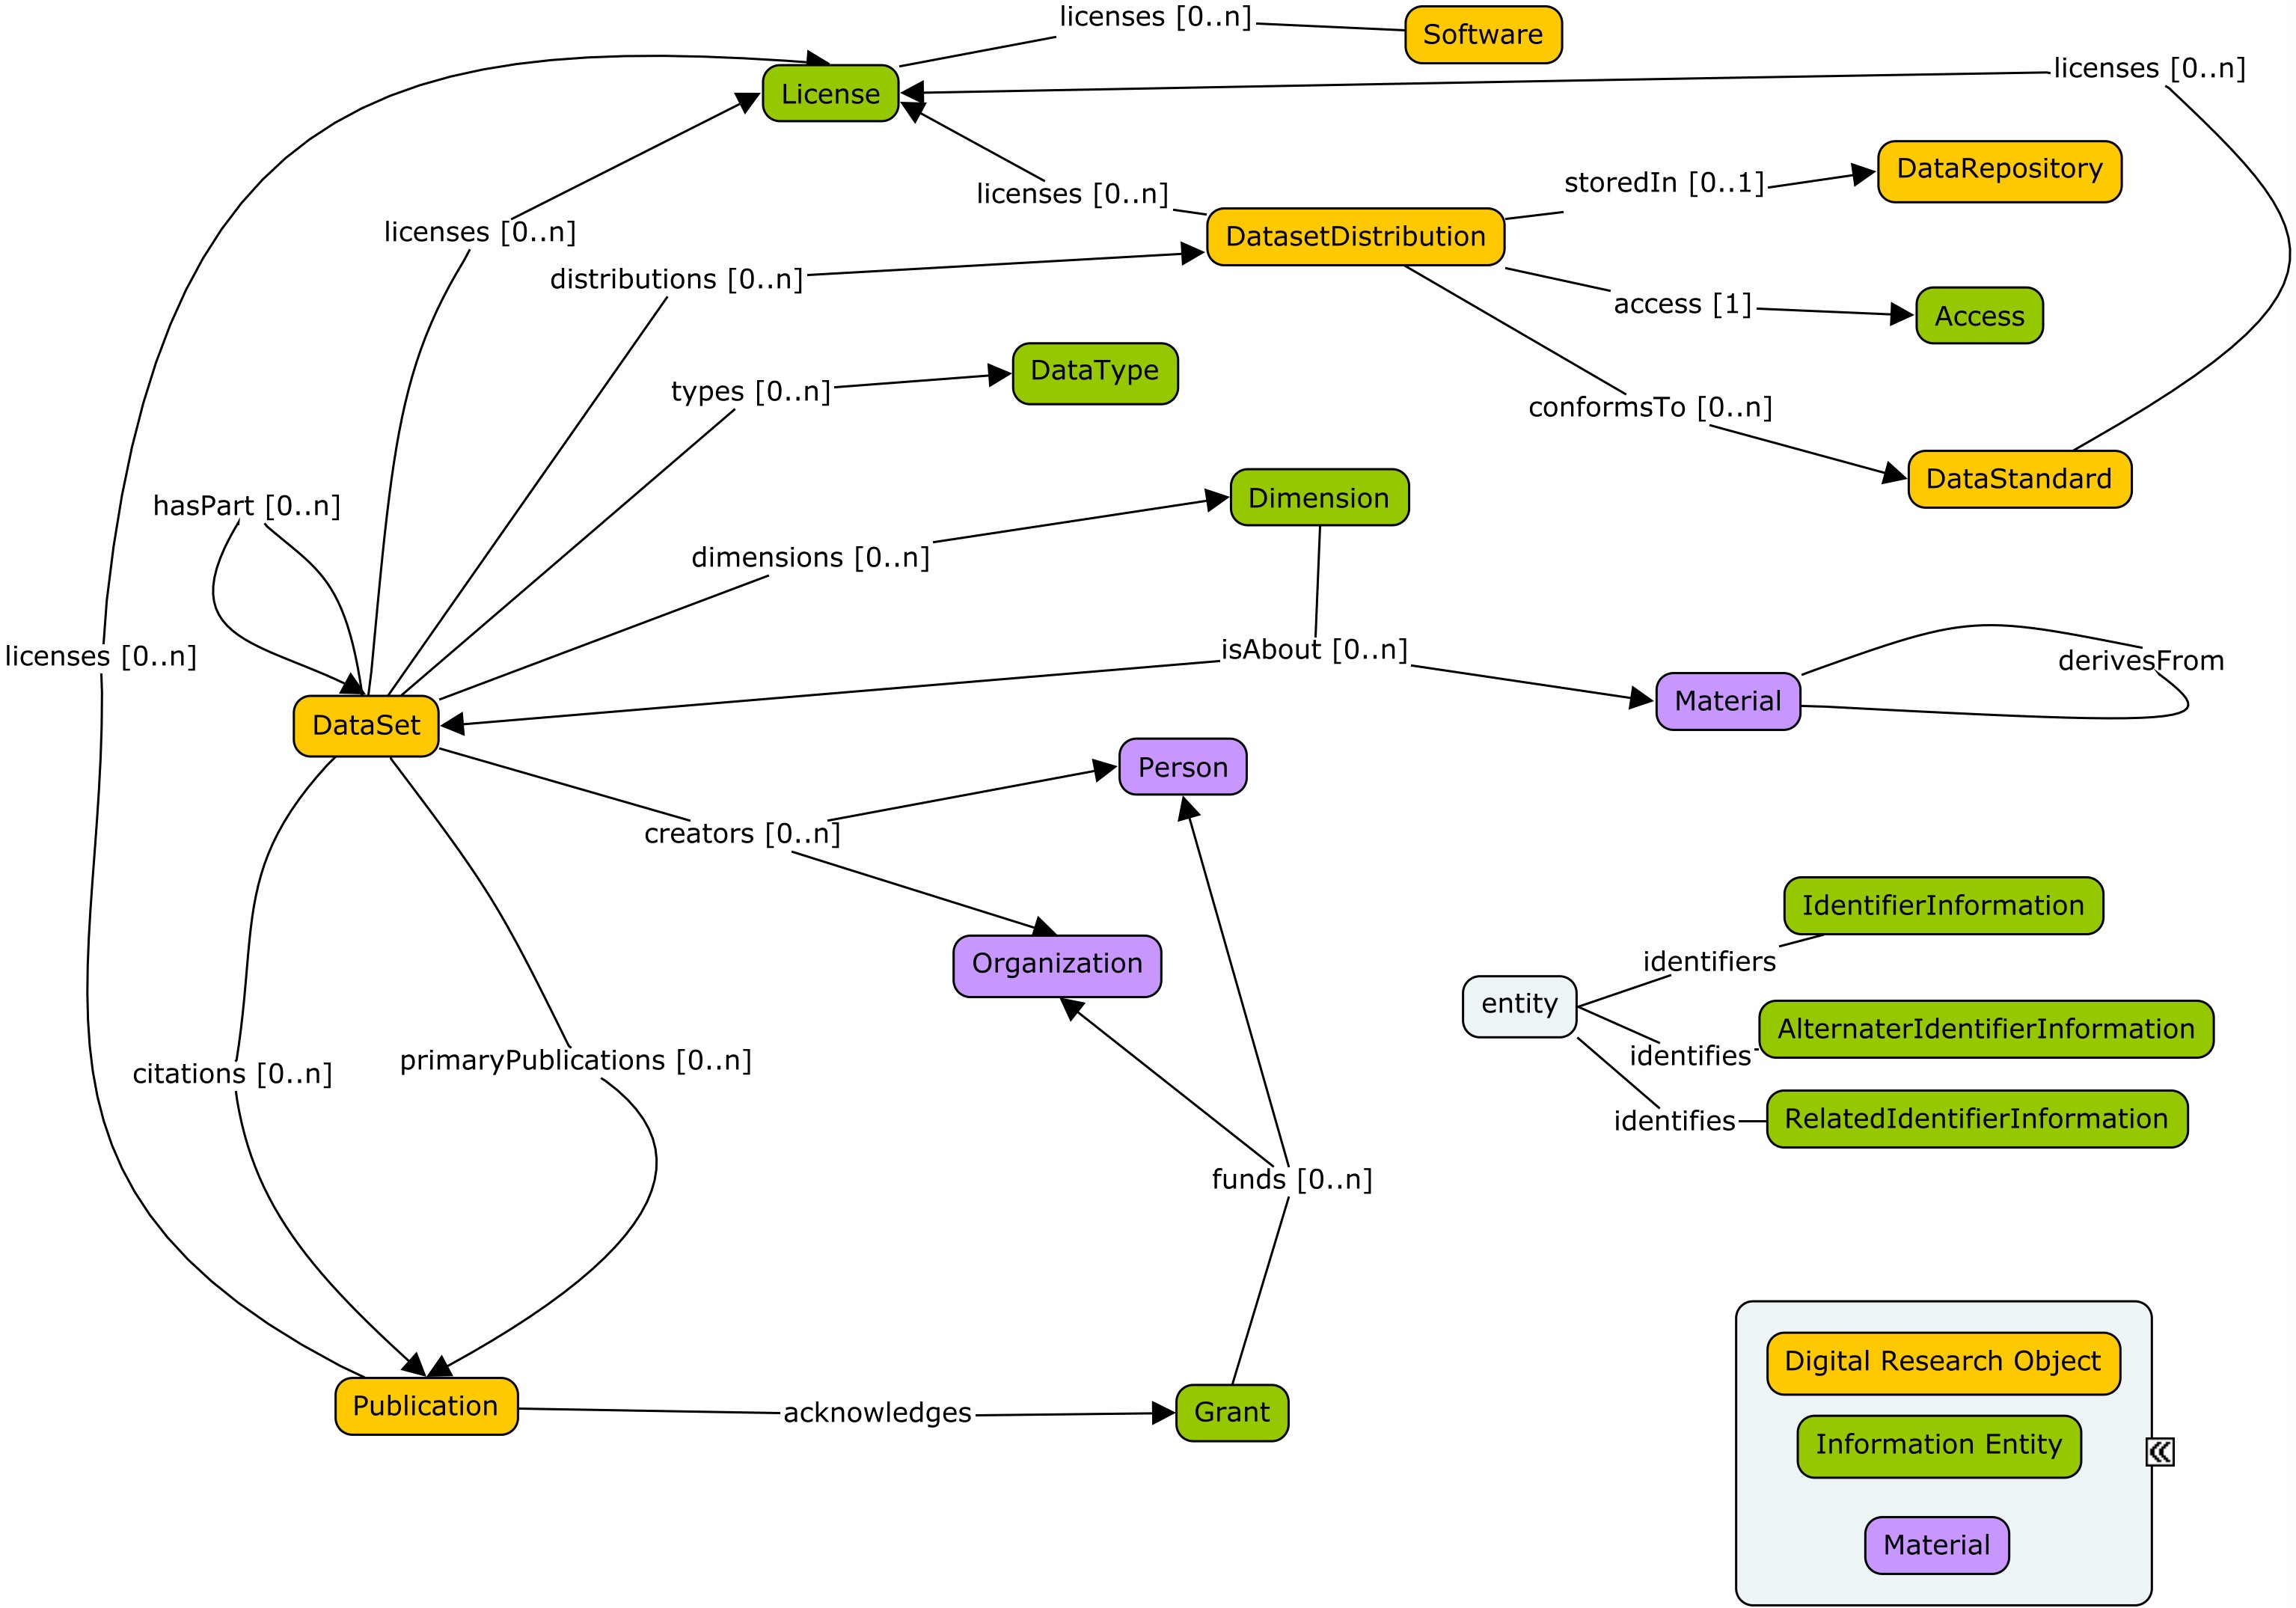 licenses [0..n]
Software
licenses [0..n]
License
DataRepository
storedIn [0..1]
licenses [0..n]
licenses [0..n]
DatasetDistribution
distributions [0..n]
access [1]
Access
DataType
types [0..n]
conformsTo [0..n]
DataStandard
Dimension
hasPart [0..n]
dimensions [0..n]
isAbout [0..n]
licenses [0..n]
derivesFrom
Material
DataSet
Person
creators [0..n]
IdentifierInformation
Organization
identifiers
entity
AlternaterIdentifierInformation
identifies
primaryPublications [0..n]
citations [0..n]
RelatedIdentifierInformation
identifies
funds [0..n]
Digital Research Object
Publication
acknowledges
Grant
Information Entity
Material